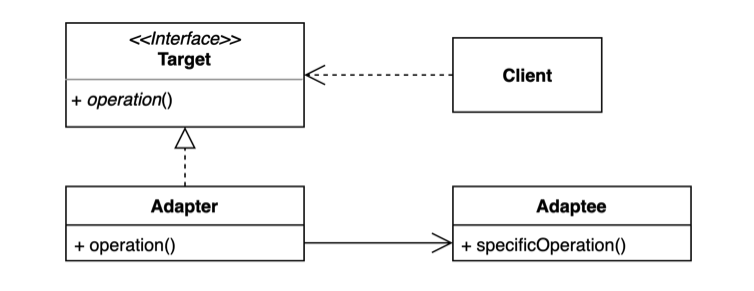 <<Interface>>
Target
+ operation()
Client
Adapter
+ operation()
Adaptee
+ specificOperation()